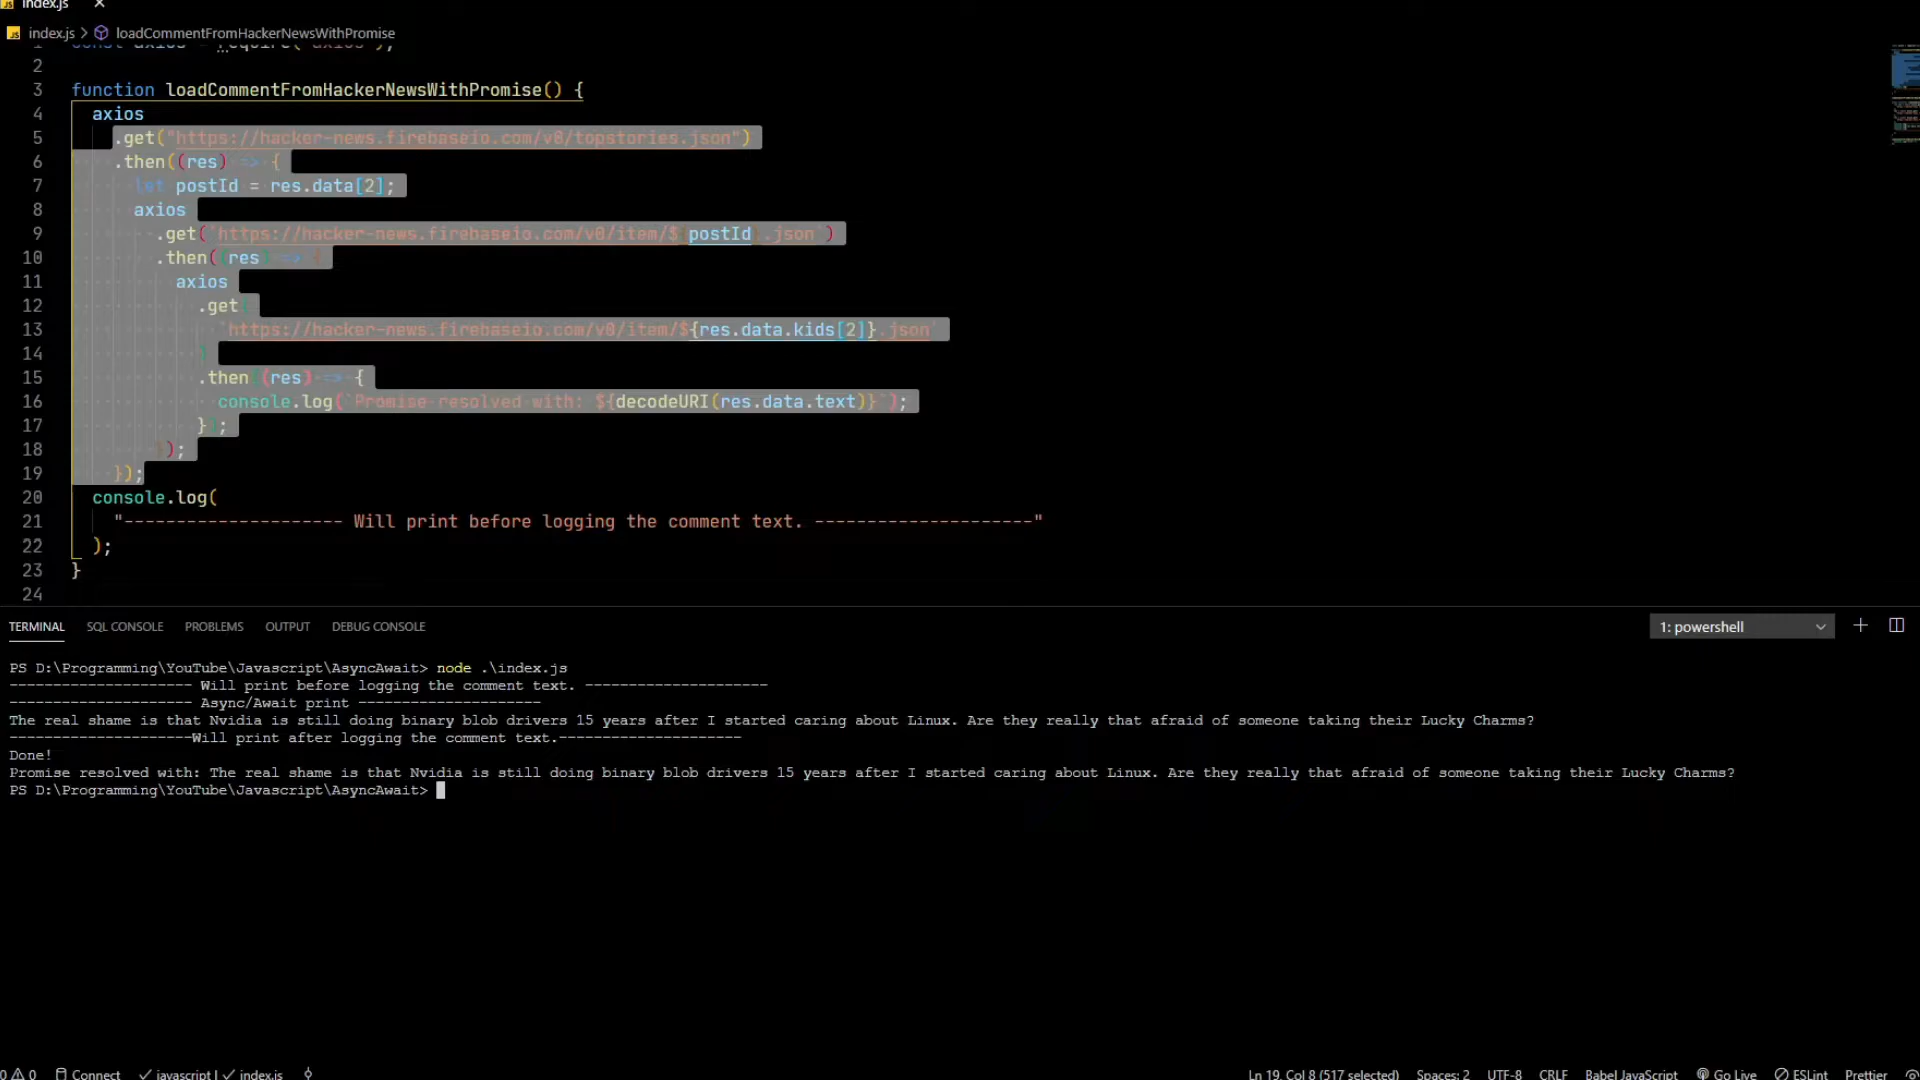 index.js
index.js > loadCommentFromHackerNewsWithPromise
1 const axios = require("axios");
2
3 function loadCommentFromHackerNewsWithPromise() {
4 axios
5 .get("https://hacker-news.firebaseio.com/v0/topstories.json")
6 .then((res) => {
7 let postId = res.data[2];
8 axios
9 .get(`https://hacker-news.firebaseio.com/v0/item/${postId}.json`)
10 .then((res) => {
11 axios
12 .get(
13 `https://hacker-news.firebaseio.com/v0/item/${res.data.kids[2]}.json`
14 )
15 .then((res) => {
16 console.log(`Promise resolved with: ${decodeURI(res.data.text)}`);
17 });
18 });
19 });
20 console.log(
21 "--------------------- Will print before logging the comment text. ---------------------"
22 );
23 }
24
TERMINAL SQL CONSOLE PROBLEMS OUTPUT DEBUG CONSOLE 1: powershell
PS D:\Programming\YouTube\Javascript\AsyncAwait> node .\index.js
--------------------- Will print before logging the comment text. ---------------------
--------------------- Async/Await print ---------------------
The real shame is that Nvidia is still doing binary blob drivers 15 years after I started caring about Linux. Are they really that afraid of someone taking their Lucky Charms?
---------------------Will print after logging the comment text.---------------------
Done!
Promise resolved with: The real shame is that Nvidia is still doing binary blob drivers 15 years after I started caring about Linux. Are they really that afraid of someone taking their Lucky Charms?
PS D:\Programming\YouTube\Javascript\AsyncAwait>
0 0 Connect javascript | index.js Ln 19, Col 8 (517 selected) Spaces: 2 UTF-8 CRLF Babel JavaScript Go Live ESLint Prettier